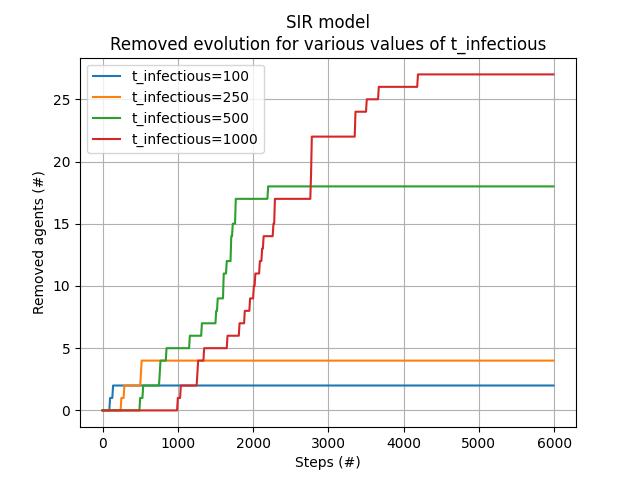 SIR model
Removed evolution for various values of t_infectious
t_infectious=100
t_infectious=250
t_infectious=500
t_infectious=1000
25
20
15
10
5
0
Removed agents (#)
0 1000 2000 3000 4000 5000 6000
Steps (#)